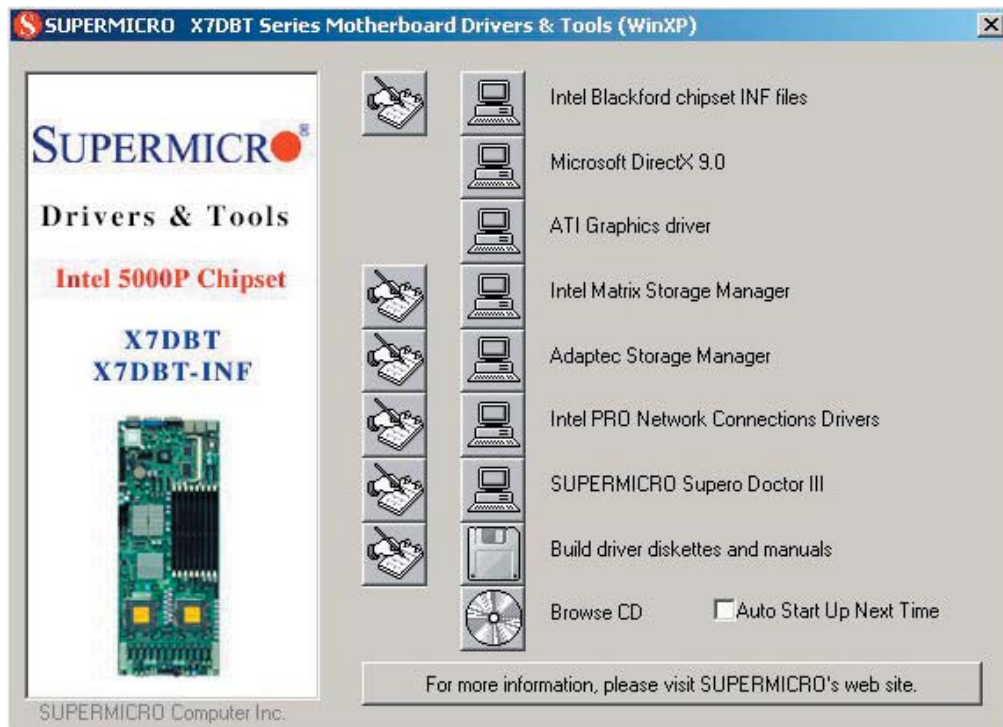 SUPERMICRO X7DBT Series Motherboard Drivers & Tools (WinXP)
SUPERMICRO®
Drivers & Tools
Intel 5000P Chipset
X7DBT
X7DBT-INF
SUPERMICRO Computer Inc.
Intel Blackford chipset INF files
Microsoft DirectX 9.0
ATI Graphics driver
Intel Matrix Storage Manager
Adaptec Storage Manager
Intel PRO Network Connections Drivers
SUPERMICRO Supero Doctor III
Build driver diskettes and manuals
Browse CD
Auto Start Up Next Time
For more information, please visit SUPERMICRO's web site.